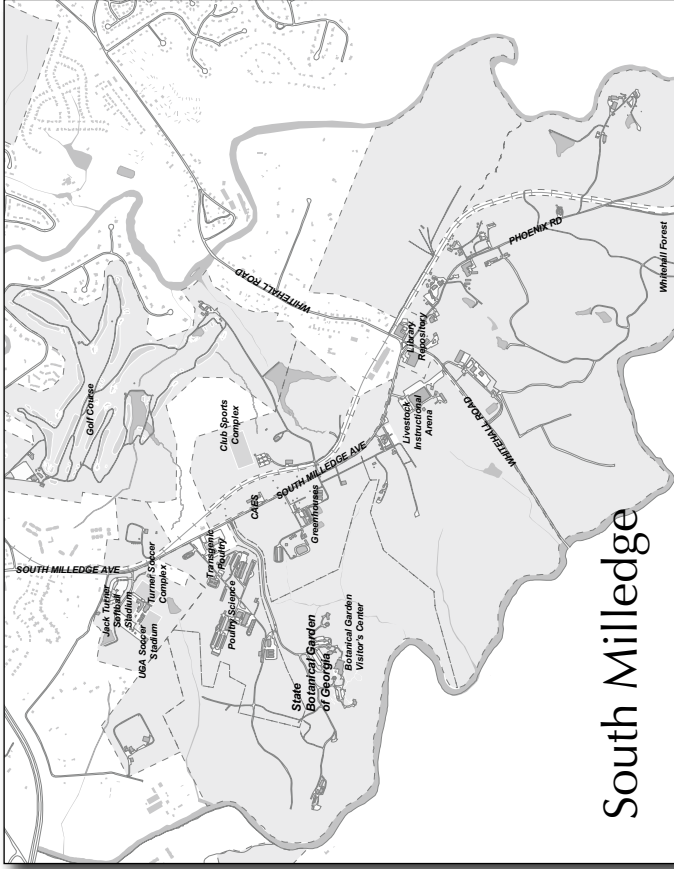 Golf Course
WHITEHALL ROAD
SOUTH MILLEDGE AVE
Jack Turner
Softball
Stadium
Turner Soccer
Complex
UGA Soccer
Stadium
Club Sports
Complex
CAES
Transgenic
Poultry
Poultry Science
SOUTH MILLEDGE AVE
Greenhouses
Library
Repository
PHOENIX RD
Livestock
Instructional
Arena
WHITEHALL ROAD
Whitehall Forest
State
Botanical Garden
of Georgia
Botanical Garden
Visitor's Center
South Milledge